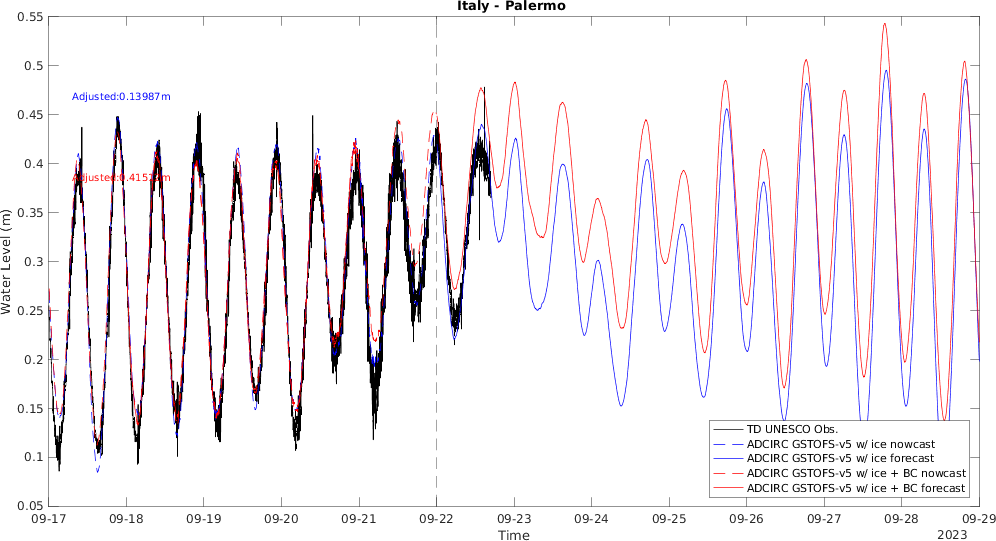 Italy - Palermo
0.55
0.5
0.45
0.4
0.35
0.3
0.25
0.2
0.15
0.1
0.05
Water Level (m)
Adjusted:0.13987m
TD UNESCO Obs.
ADCIRC GSTOFS-v5 w/ ice nowcast
ADCIRC GSTOFS-v5 w/ ice forecast
ADCIRC GSTOFS-v5 w/ ice + BC nowcast
ADCIRC GSTOFS-v5 w/ ice + BC forecast
09-17 09-18 09-19 09-20 09-21 09-22 09-23 09-24 09-25 09-26 09-27 09-28 09-29
Time
2023